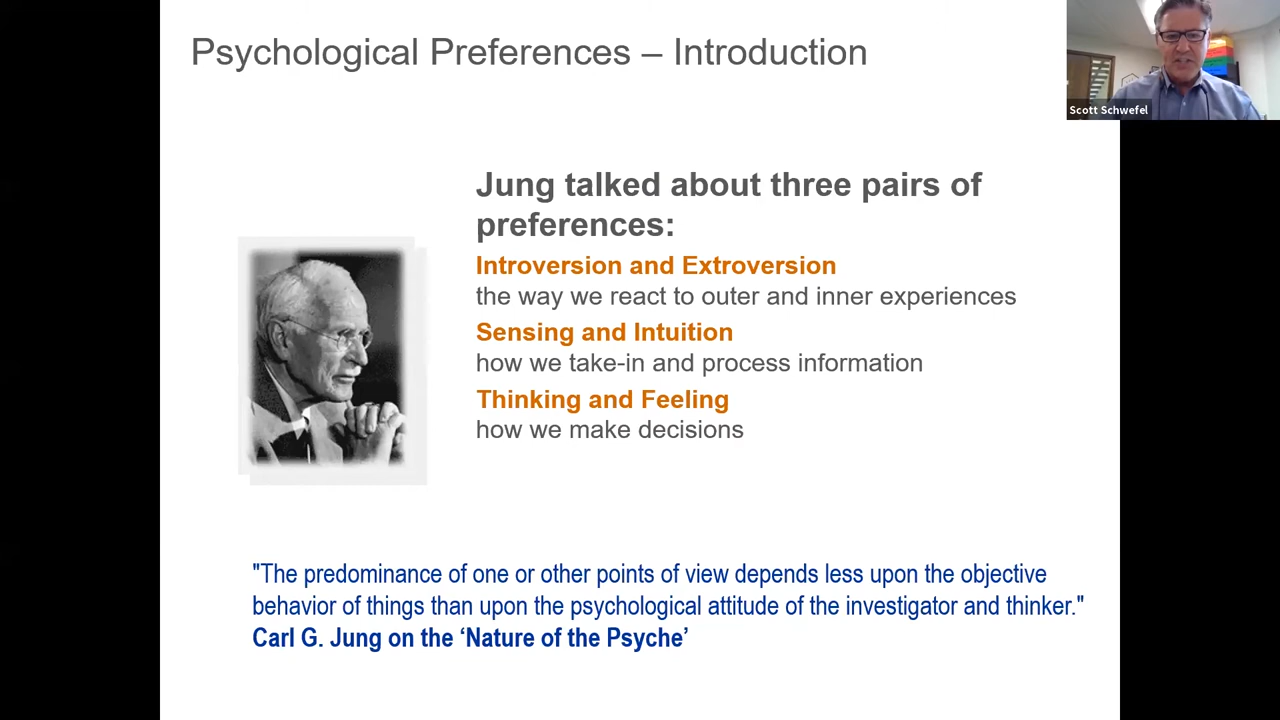 Psychological Preferences – Introduction
Scott Schwefel
Jung talked about three pairs of
preferences:
Introversion and Extroversion
the way we react to outer and inner experiences
Sensing and Intuition
how we take-in and process information
Thinking and Feeling
how we make decisions
"The predominance of one or other points of view depends less upon the objective
behavior of things than upon the psychological attitude of the investigator and thinker."
Carl G. Jung on the ‘Nature of the Psyche’